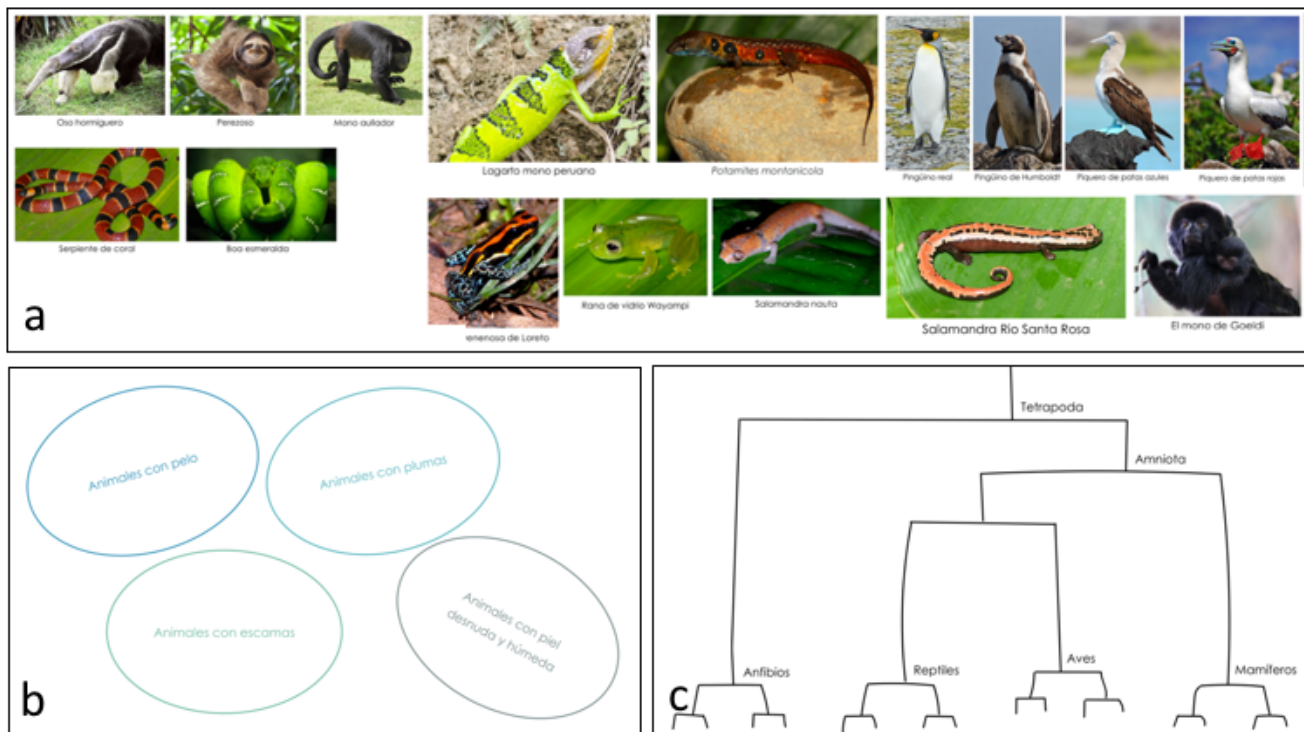 Oso hormiguero
Perezoso
Mono aullador
Lagarto mono peruano
Potamites montanicola
Pingüino real
Pingüino de Humboldt
Piquero de patas azules
Piquero de patas rojas
Serpiente de coral
Boa esmeralda
venenosa de Loreto
Rana de vidrio Wayampi
Salamandra nauta
Salamandra Río Santa Rosa
El mono de Goeldi
a
Animales con pelo
Animales con plumas
Animales con escamas
Animales con piel
desnuda y húmeda
b
Tetrapoda
Amniota
Anfibios
Reptiles
Aves
Mamíferos
c